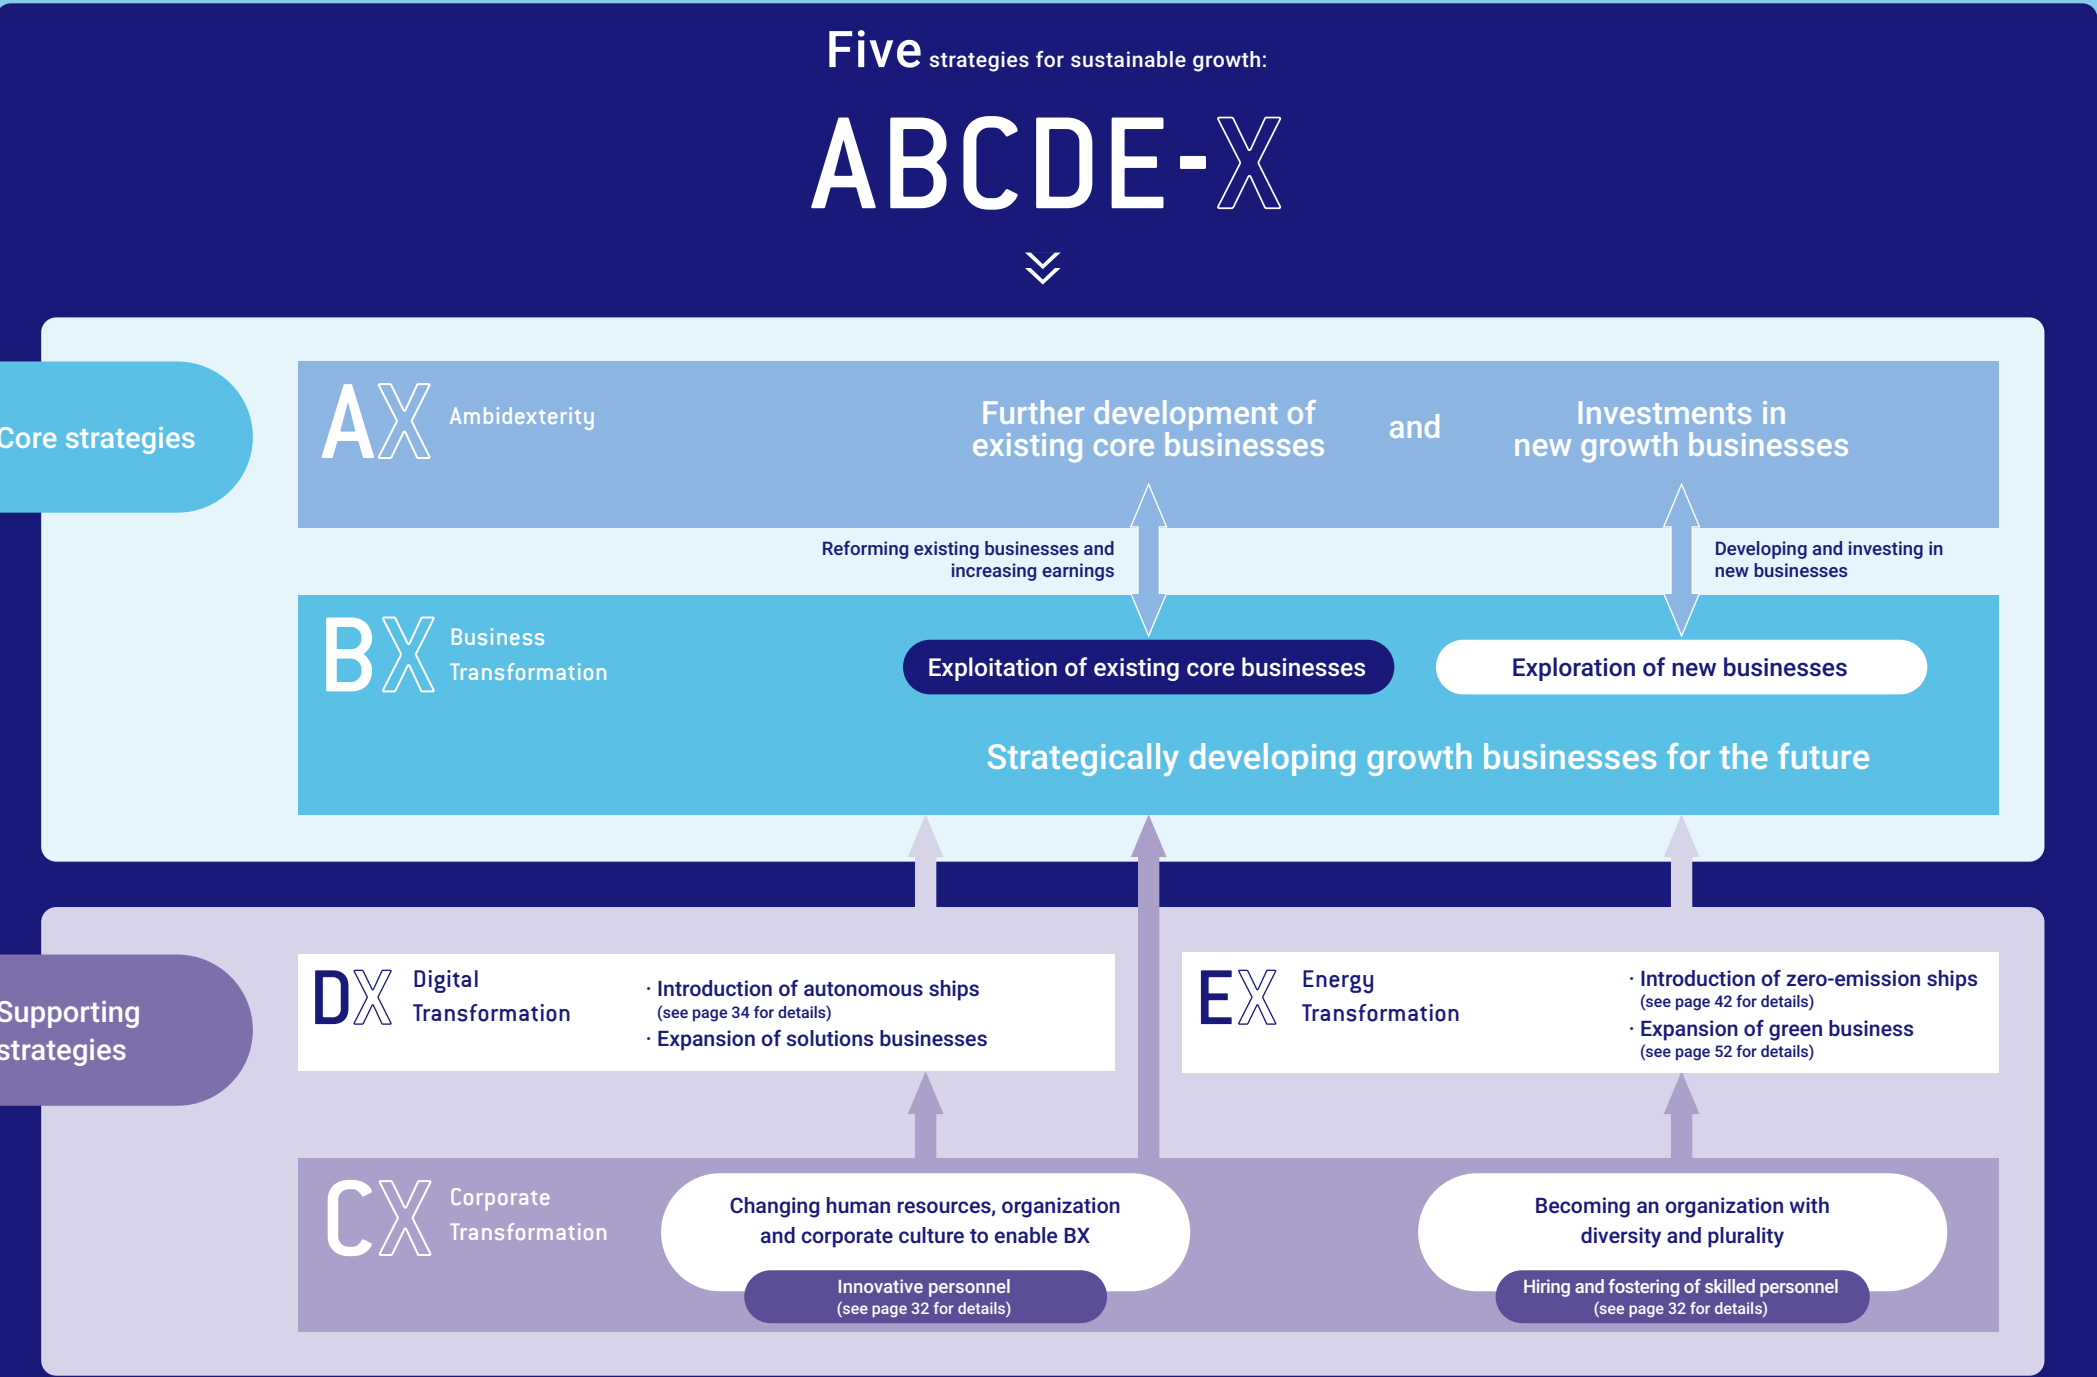 Five strategies for sustainable growth:
ABCDE-X
Core strategies
AX Ambidexterity
Further development of
existing core businesses
and
Investments in
new growth businesses
Reforming existing businesses and
increasing earnings
Developing and investing in
new businesses
BX Business
Transformation
Exploitation of existing core businesses
Exploration of new businesses
Strategically developing growth businesses for the future
Supporting
strategies
DX Digital
Transformation
· Introduction of autonomous ships
(see page 34 for details)
· Expansion of solutions businesses
EX Energy
Transformation
· Introduction of zero-emission ships
(see page 42 for details)
· Expansion of green business
(see page 52 for details)
CX Corporate
Transformation
Changing human resources, organization
and corporate culture to enable BX
Innovative personnel
(see page 32 for details)
Becoming an organization with
diversity and plurality
Hiring and fostering of skilled personnel
(see page 32 for details)